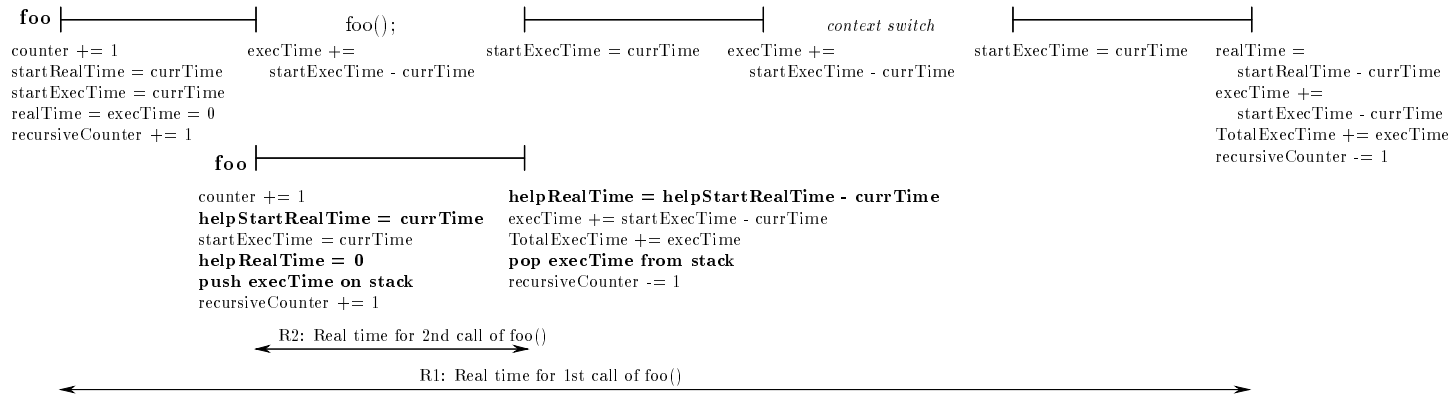 foo
foo();
context switch
counter += 1
startRealTime = currTime
startExecTime = currTime
realTime = execTime = 0
recursiveCounter += 1
execTime +=
startExecTime - currTime
startExecTime = currTime
execTime +=
startExecTime - currTime
startExecTime = currTime
realTime =
startRealTime - currTime
execTime +=
startExecTime - currTime
TotalExecTime += execTime
recursiveCounter -= 1
foo
counter += 1
helpStartRealTime = currTime
startExecTime = currTime
helpRealTime = 0
push execTime on stack
recursiveCounter += 1
helpRealTime = helpStartRealTime - currTime
execTime += startExecTime - currTime
TotalExecTime += execTime
pop execTime from stack
recursiveCounter -= 1
R2: Real time for 2nd call of foo()
R1: Real time for 1st call of foo()